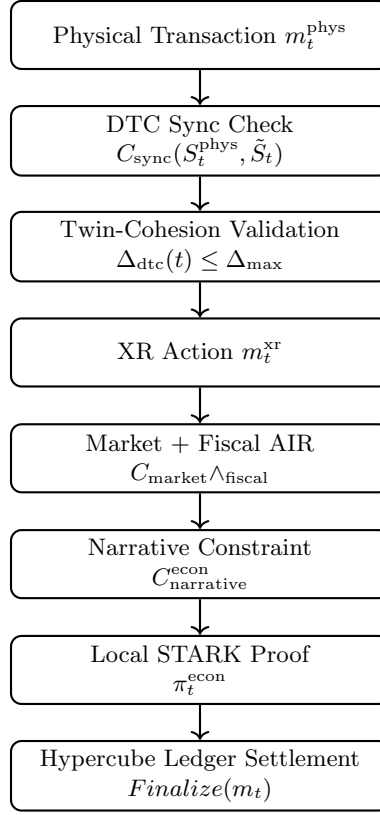 Physical Transaction $m_t^{\text{phys}}$
DTC Sync Check
$C_{\text{sync}}(S_t^{\text{phys}}, \tilde{S}_t)$
Twin-Cohesion Validation
$\Delta_{\text{dtc}}(t) \leq \Delta_{\text{max}}$
XR Action $m_t^{\text{xr}}$
Market + Fiscal AIR
$C_{\text{market}} \wedge_{\text{fiscal}}$
Narrative Constraint
$C_{\text{narrative}}^{\text{econ}}$
Local STARK Proof
$\pi_t^{\text{econ}}$
Hypercube Ledger Settlement
$Finalize(m_t)$